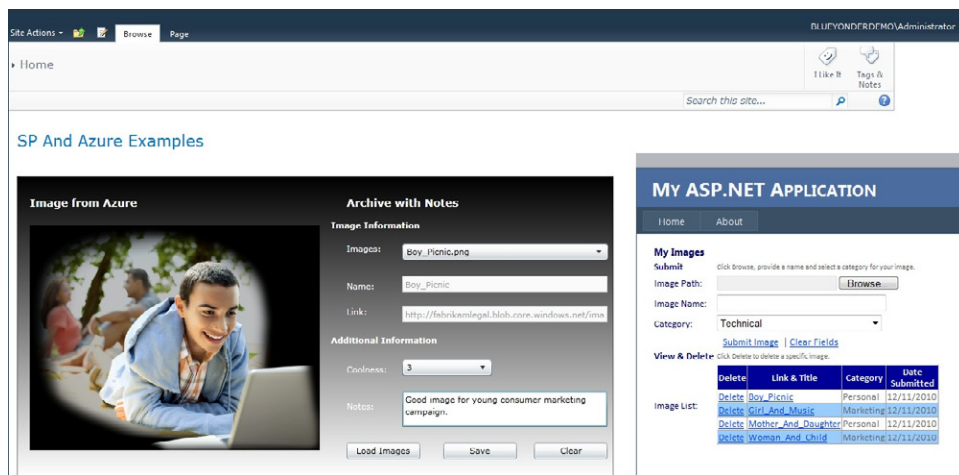 BLUEYONDERDEMO\Administrator
Site Actions
Browse
Page
Home
I Like It
Tags & Notes
Search this site...
SP And Azure Examples
Image from Azure
Archive with Notes
Image Information
Images: Boy_Picnic.png
Name: Boy_Picnic
Link: http://fabrikamlegal.blob.core.windows.net/ima
Additional Information
Coolness: 3
Notes: Good image for young consumer marketing
campaign.
Load Images Save Clear
MY ASP.NET APPLICATION
Home About
My Images
Submit Click Browse, provide a name and select a category for your image.
Image Path: Browse...
Image Name:
Category: Technical
Submit Image | Clear Fields
View & Delete Click Delete to delete a specific image.
Image List:
Delete Link & Title Category Date Submitted
Delete Boy_Picnic Personal 12/11/2010
Delete Girl_And_Music Marketing 12/11/2010
Delete Mother_And_Daughter Personal 12/11/2010
Delete Woman_And_Child Marketing 12/11/2010